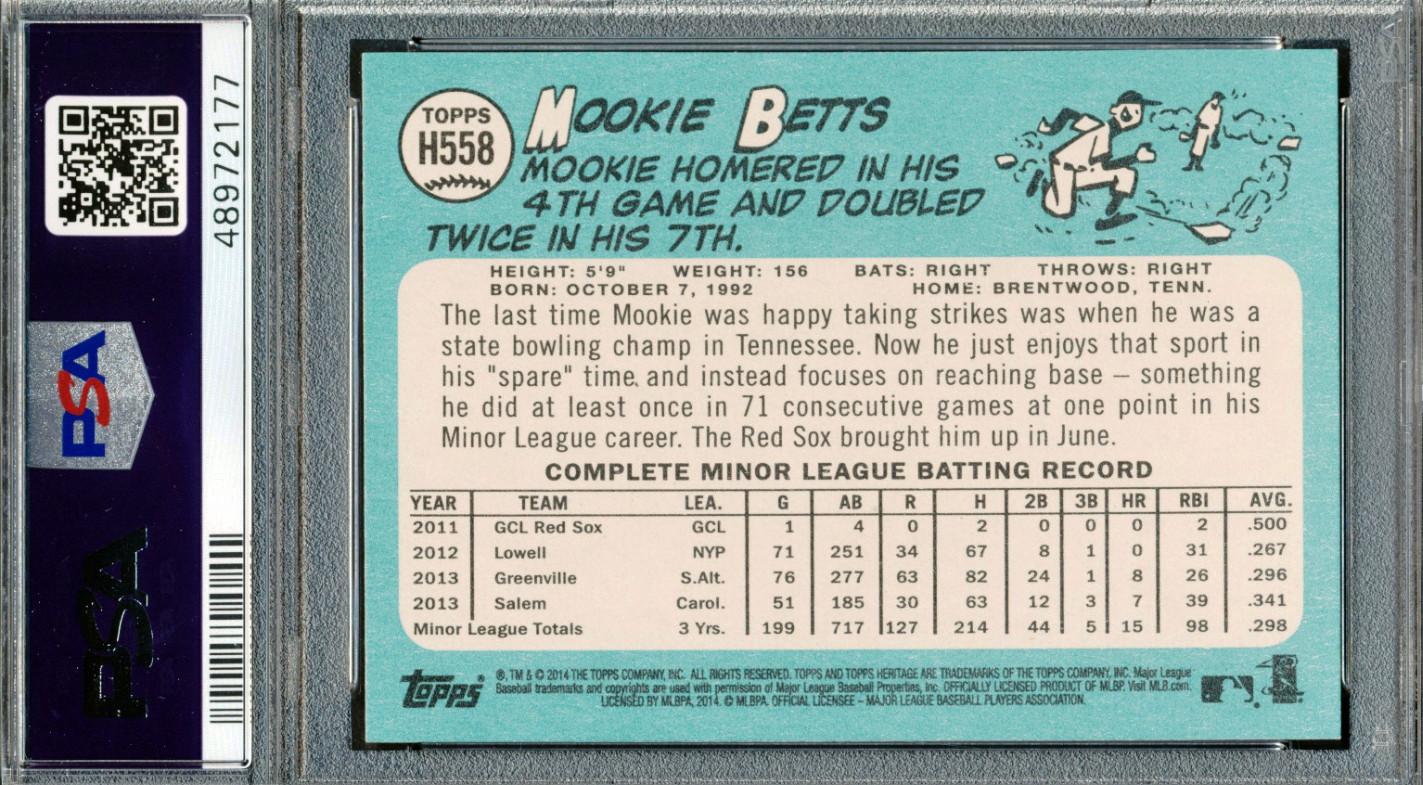 48972177
PSA
PSA
TOPPS
H558
MOOKIE BETTS
MOOKIE HOMERED IN HIS
4TH GAME AND DOUBLED
TWICE IN HIS 7TH.
HEIGHT: 5'9" WEIGHT: 156 BATS: RIGHT THROWS: RIGHT
BORN: OCTOBER 7, 1992 HOME: BRENTWOOD, TENN.
The last time Mookie was happy taking strikes was when he was a
state bowling champ in Tennessee. Now he just enjoys that sport in
his "spare" time and instead focuses on reaching base – something
he did at least once in 71 consecutive games at one point in his
Minor League career. The Red Sox brought him up in June.
COMPLETE MINOR LEAGUE BATTING RECORD
YEAR TEAM LEA. G AB R H 2B 3B HR RBI AVG.
2011 GCL Red Sox GCL 1 4 0 2 0 0 0 2 .500
2012 Lowell NYP 71 251 34 67 8 1 0 31 .267
2013 Greenville S.Alt. 76 277 63 82 24 1 8 26 .296
2013 Salem Carol. 51 185 30 63 12 3 7 39 .341
Minor League Totals 3 Yrs. 199 717 127 214 44 5 15 98 .298
topps
®, TM & © 2014 THE TOPPS COMPANY, INC. ALL RIGHTS RESERVED. TOPPS AND TOPPS HERITAGE ARE TRADEMARKS OF THE TOPPS COMPANY, INC. Major League
Baseball trademarks and copyrights are used with permission of Major League Baseball Properties, Inc. OFFICIALLY LICENSED PRODUCT OF MLBP. Visit MLB.com.
LICENSED BY MLBPA, 2014. © MLBPA. OFFICIAL LICENSEE – MAJOR LEAGUE BASEBALL PLAYERS ASSOCIATION.